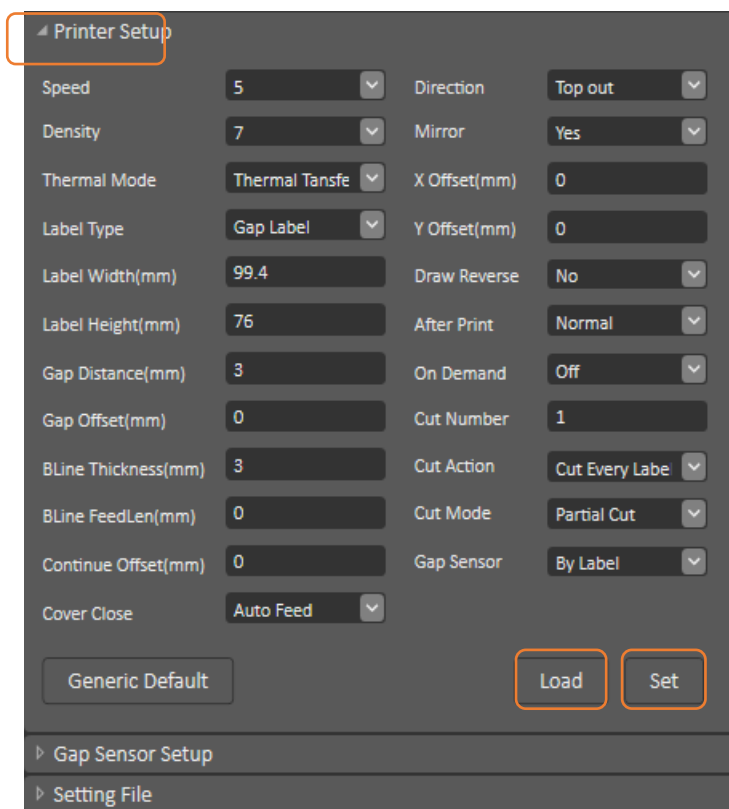 Printer Setup
Speed 5 Direction Top out
Density 7 Mirror Yes
Thermal Mode Thermal Tansfe X Offset(mm) 0
Label Type Gap Label Y Offset(mm) 0
Label Width(mm) 99.4 Draw Reverse No
Label Height(mm) 76 After Print Normal
Gap Distance(mm) 3 On Demand Off
Gap Offset(mm) 0 Cut Number 1
BLine Thickness(mm) 3 Cut Action Cut Every Labe
BLine FeedLen(mm) 0 Cut Mode Partial Cut
Continue Offset(mm) 0 Gap Sensor By Label
Cover Close Auto Feed
Generic Default Load Set
Gap Sensor Setup
Setting File